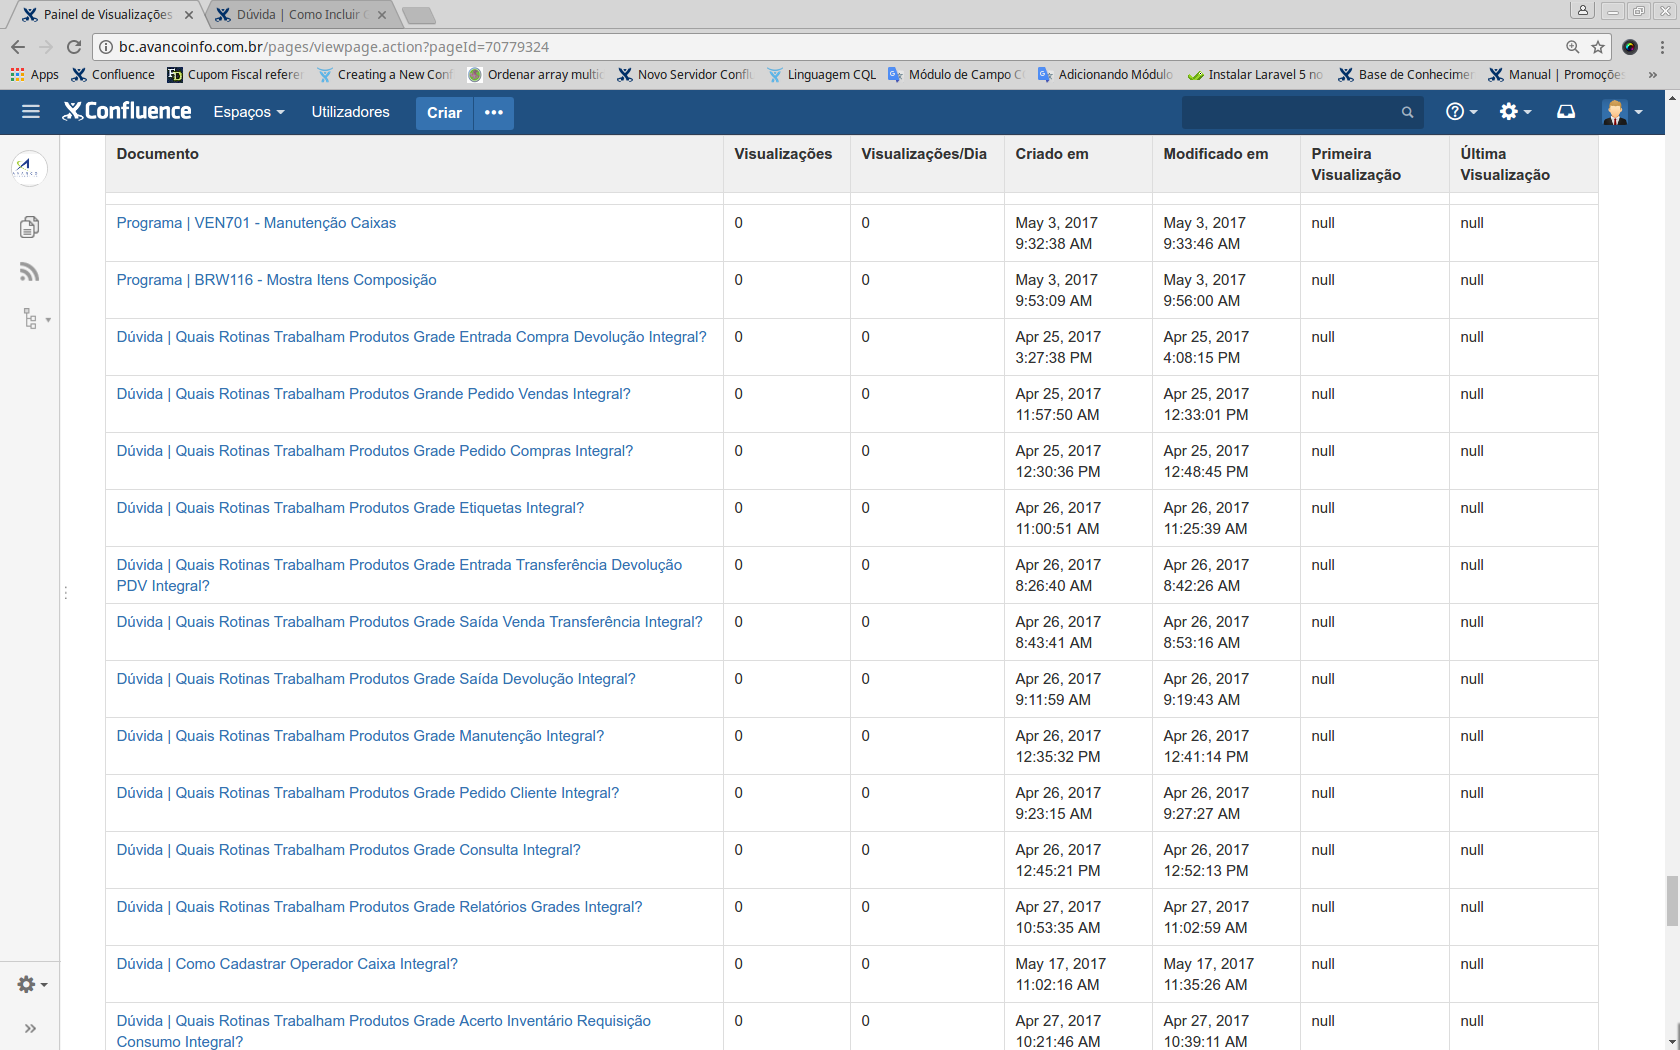 Painel de Visualizações
Dúvida | Como Incluir
bc.avancoinfo.com.br/pages/viewpage.action?pageId=70779324
Apps Confluence Cupom Fiscal referen Creating a New Conf Ordenar array multi Novo Servidor Conflu Linguagem CQL Módulo de Campo C Adicionando Módulo Instalar Laravel 5 no Base de Conhecimen Manual | Promoções »
Confluence Espaços Utilizadores Criar •••
Documento Visualizações Visualizações/Dia Criado em Modificado em Primeira Visualização Última Visualização
Programa | VEN701 - Manutenção Caixas 0 0 May 3, 2017 May 3, 2017 null null
9:32:38 AM 9:33:46 AM
Programa | BRW116 - Mostra Itens Composição 0 0 May 3, 2017 May 3, 2017 null null
9:53:09 AM 9:56:00 AM
Dúvida | Quais Rotinas Trabalham Produtos Grade Entrada Compra Devolução Integral? 0 0 Apr 25, 2017 Apr 25, 2017 null null
3:27:38 PM 4:08:15 PM
Dúvida | Quais Rotinas Trabalham Produtos Grande Pedido Vendas Integral? 0 0 Apr 25, 2017 Apr 25, 2017 null null
11:57:50 AM 12:33:01 PM
Dúvida | Quais Rotinas Trabalham Produtos Grade Pedido Compras Integral? 0 0 Apr 25, 2017 Apr 25, 2017 null null
12:30:36 PM 12:48:45 PM
Dúvida | Quais Rotinas Trabalham Produtos Grade Etiquetas Integral? 0 0 Apr 26, 2017 Apr 26, 2017 null null
11:00:51 AM 11:25:39 AM
Dúvida | Quais Rotinas Trabalham Produtos Grade Entrada Transferência Devolução 0 0 Apr 26, 2017 Apr 26, 2017 null null
PDV Integral? 8:26:40 AM 8:42:26 AM
Dúvida | Quais Rotinas Trabalham Produtos Grade Saída Venda Transferência Integral? 0 0 Apr 26, 2017 Apr 26, 2017 null null
8:43:41 AM 8:53:16 AM
Dúvida | Quais Rotinas Trabalham Produtos Grade Saída Devolução Integral? 0 0 Apr 26, 2017 Apr 26, 2017 null null
9:11:59 AM 9:19:43 AM
Dúvida | Quais Rotinas Trabalham Produtos Grade Manutenção Integral? 0 0 Apr 26, 2017 Apr 26, 2017 null null
12:35:32 PM 12:41:14 PM
Dúvida | Quais Rotinas Trabalham Produtos Grade Pedido Cliente Integral? 0 0 Apr 26, 2017 Apr 26, 2017 null null
9:23:15 AM 9:27:27 AM
Dúvida | Quais Rotinas Trabalham Produtos Grade Consulta Integral? 0 0 Apr 26, 2017 Apr 26, 2017 null null
12:45:21 PM 12:52:13 PM
Dúvida | Quais Rotinas Trabalham Produtos Grade Relatórios Grades Integral? 0 0 Apr 27, 2017 Apr 27, 2017 null null
10:53:35 AM 11:02:59 AM
Dúvida | Como Cadastrar Operador Caixa Integral? 0 0 May 17, 2017 May 17, 2017 null null
11:02:16 AM 11:35:26 AM
Dúvida | Quais Rotinas Trabalham Produtos Grade Acerto Inventário Requisição 0 0 Apr 27, 2017 Apr 27, 2017 null null
Consumo Integral? 10:21:46 AM 10:39:11 AM